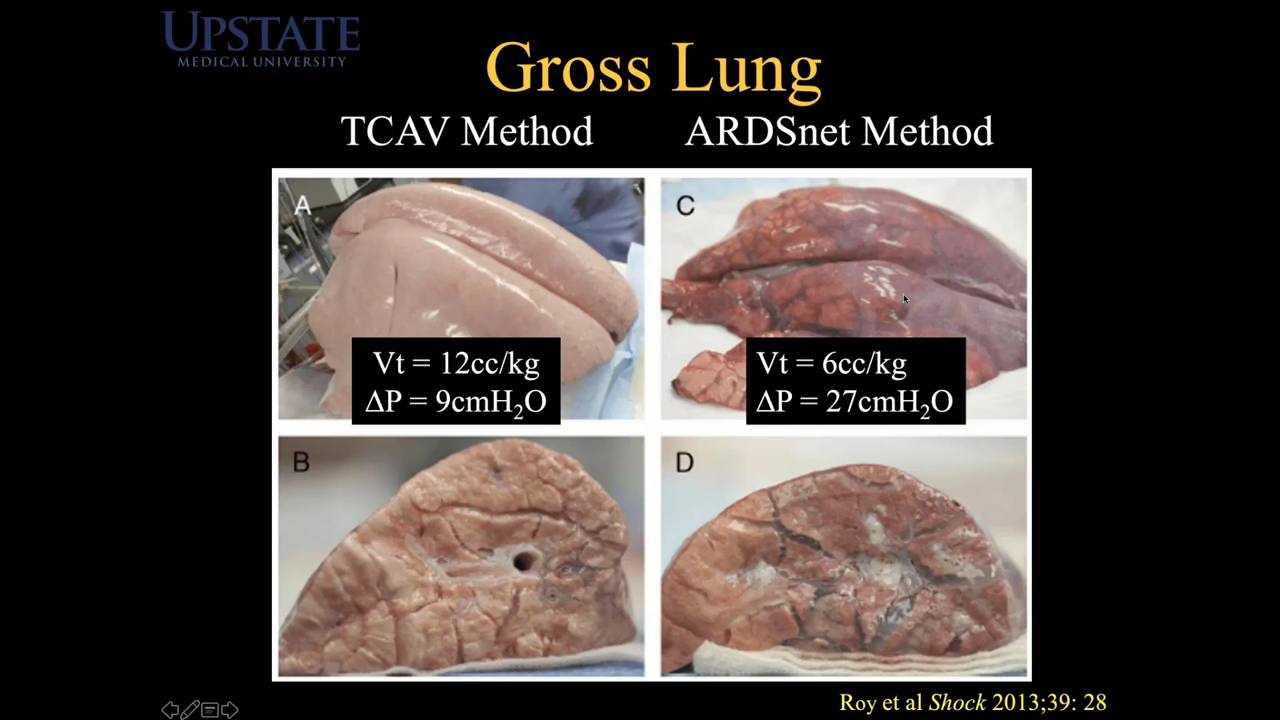 UPSTATE
MEDICAL UNIVERSITY
Gross Lung
TCAV Method
ARDSnet Method
A
C
Vt = 12cc/kg
ΔP = 9cmH₂O
Vt = 6cc/kg
ΔP = 27cmH₂O
B
D
Roy et al Shock 2013;39: 28